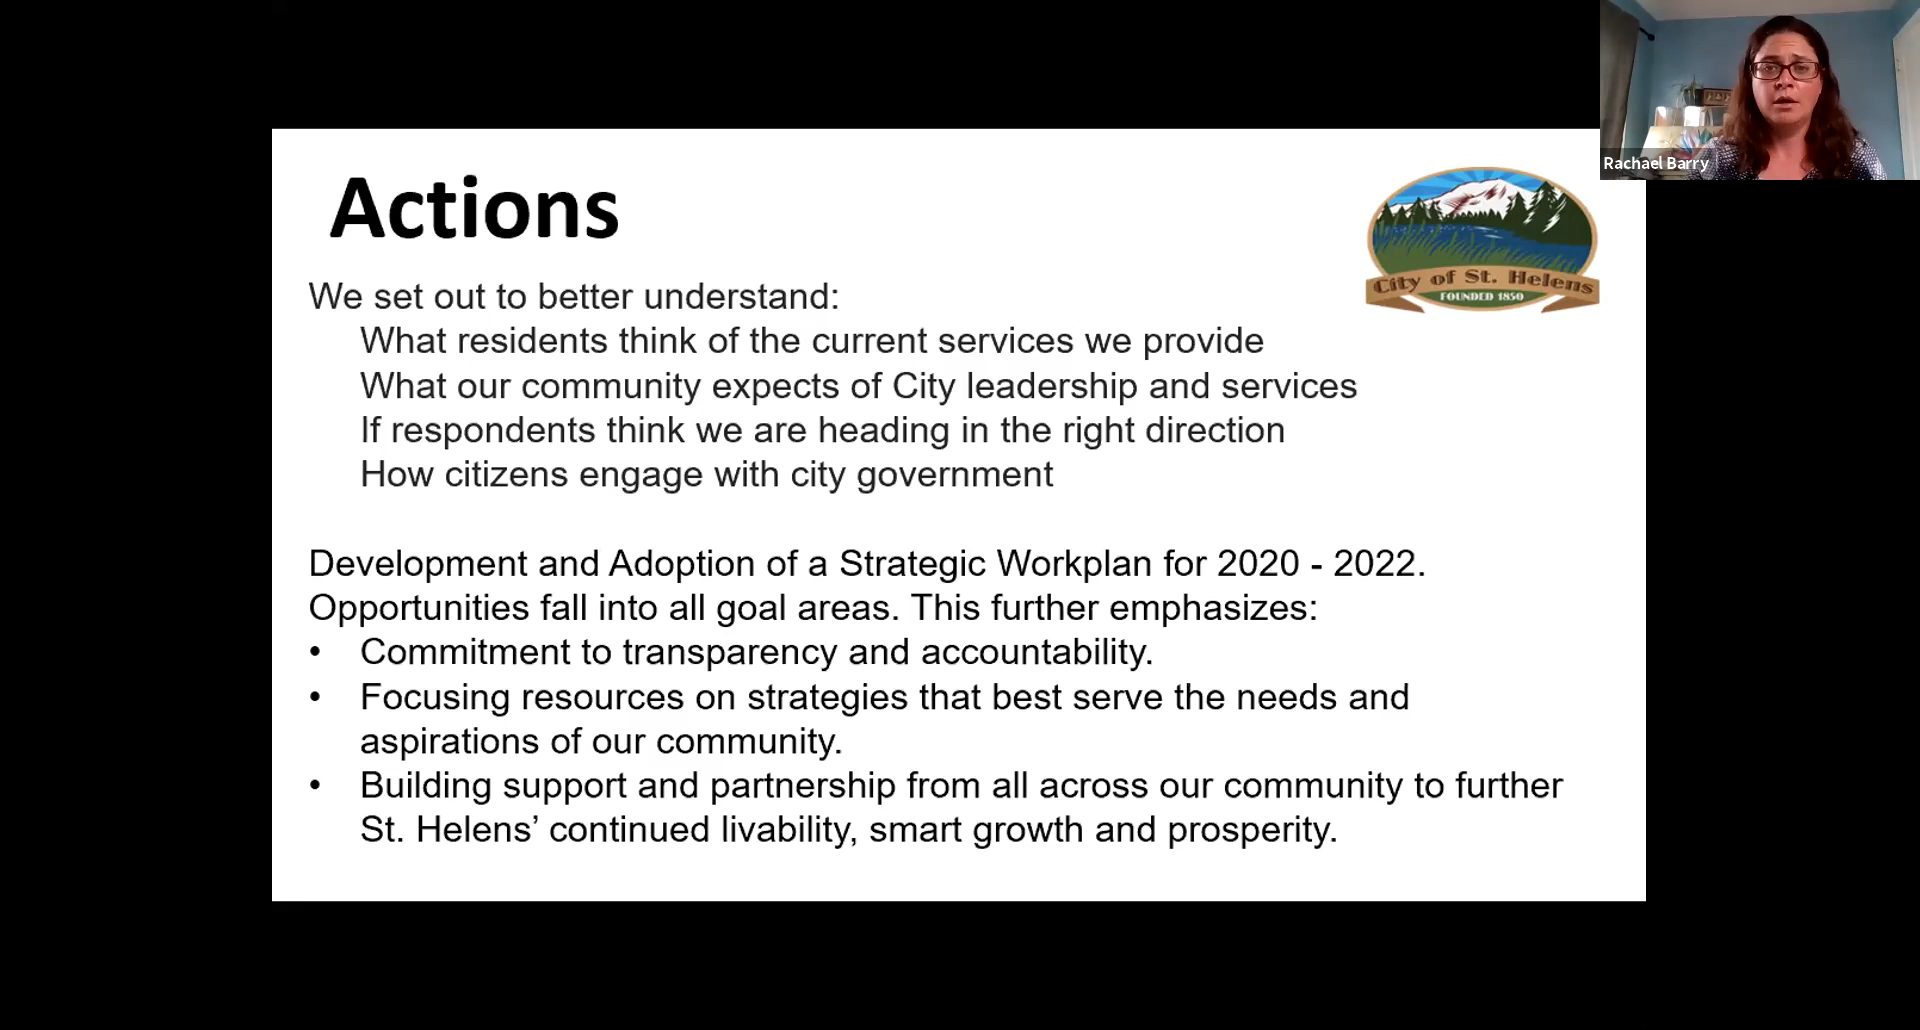 Actions
We set out to better understand:
What residents think of the current services we provide
What our community expects of City leadership and services
If respondents think we are heading in the right direction
How citizens engage with city government
Development and Adoption of a Strategic Workplan for 2020 - 2022.
Opportunities fall into all goal areas. This further emphasizes:
• Commitment to transparency and accountability.
• Focusing resources on strategies that best serve the needs and
aspirations of our community.
• Building support and partnership from all across our community to further
St. Helens’ continued livability, smart growth and prosperity.
City of St. Helens
FOUNDED 1850
Rachael Barry